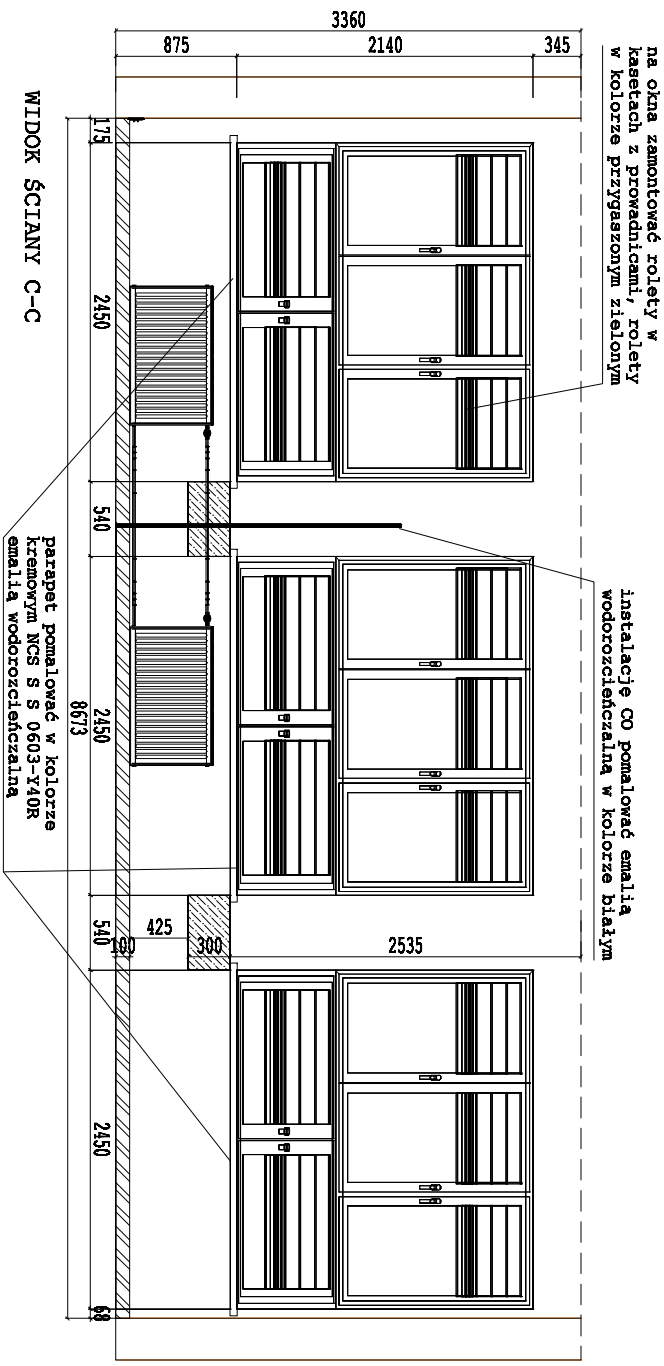 na okna zamontować rolety w
kasetach z prowadnicami, rolety
w kolorze przygaszonym zielonym
instalację CO pomalować emalią
wodorozcieńczalną w kolorze białym
3360
875
2140
345
175
2450
540
2450
540
2450
68
8673
100
425
300
2535
parapet pomalować w kolorze
kremowym NCS S S 0603-Y40R
emalią wodorozcieńczalną
WIDOK ŚCIANY C-C